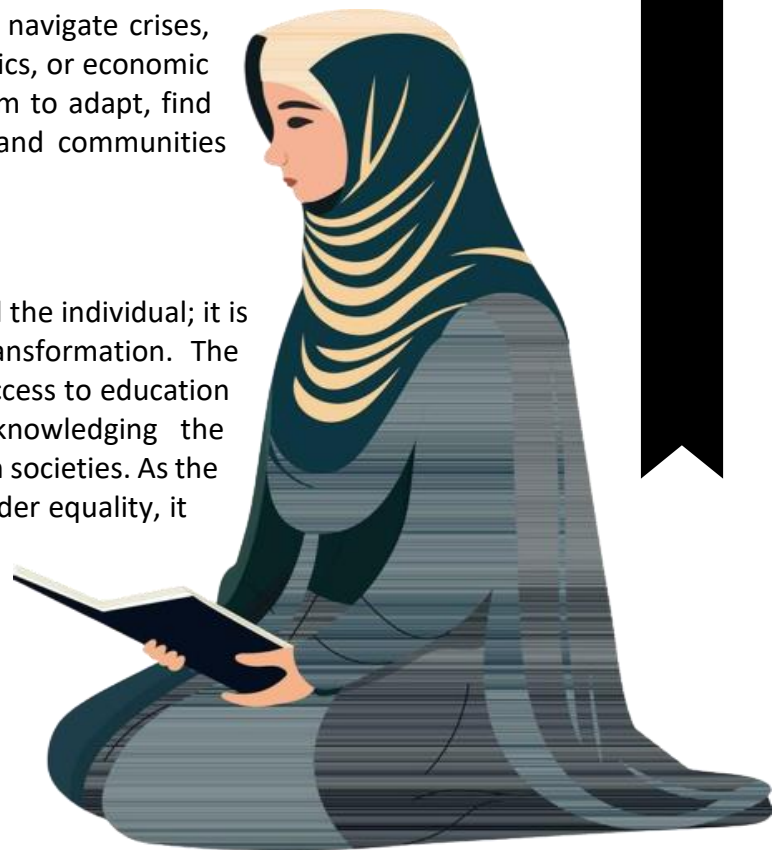 navigate crises,
ics, or economic
m to adapt, find
and communities
the individual; it is
ansformation. The
ccess to education
knowledging the
societies. As the
der equality, it